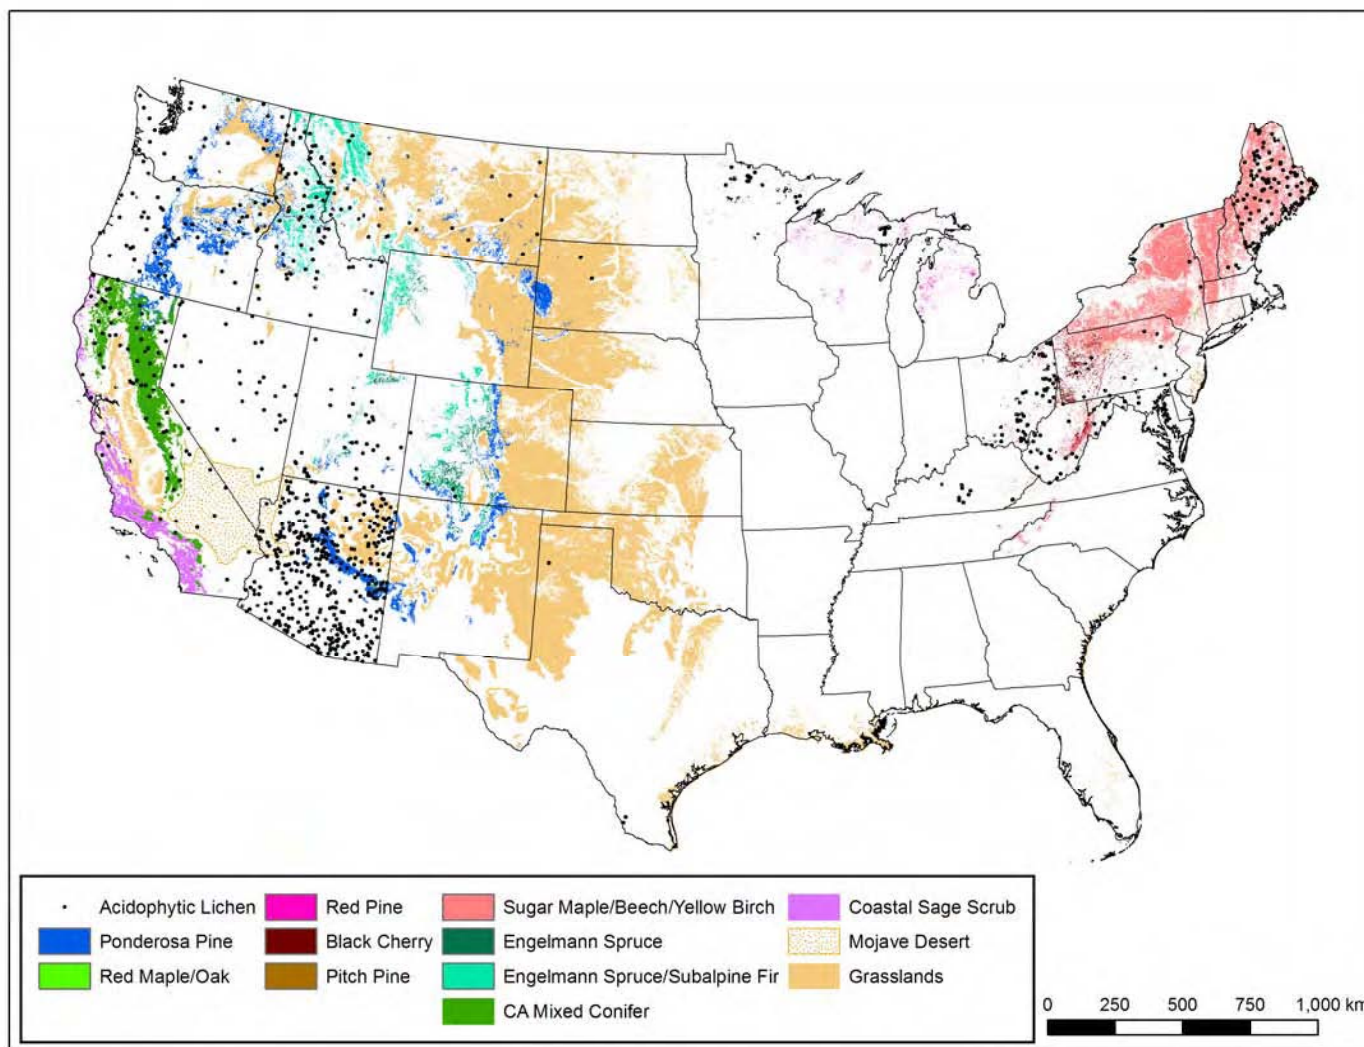 Acidophytic Lichen Red Pine Sugar Maple/Beech/Yellow Birch Coastal Sage Scrub
Ponderosa Pine Black Cherry Engelmann Spruce Mojave Desert
Red Maple/Oak Pitch Pine Engelmann Spruce/Subalpine Fir Grasslands
CA Mixed Conifer
0 250 500 750 1,000 km